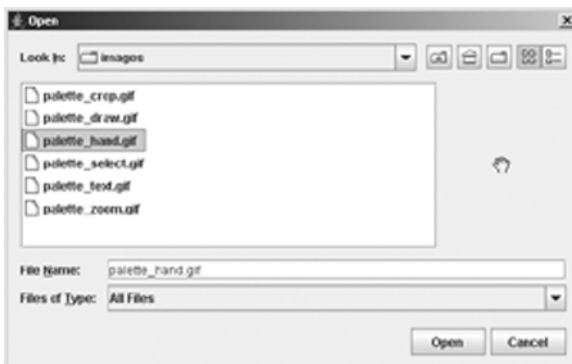 Open
Look In: images
palette_crop.gif
palette_draw.gif
palette_hand.gif
palette_select.gif
palette_text.gif
palette_zoom.gif
File Name: palette_hand.gif
Files of Type: All Files
Open Cancel